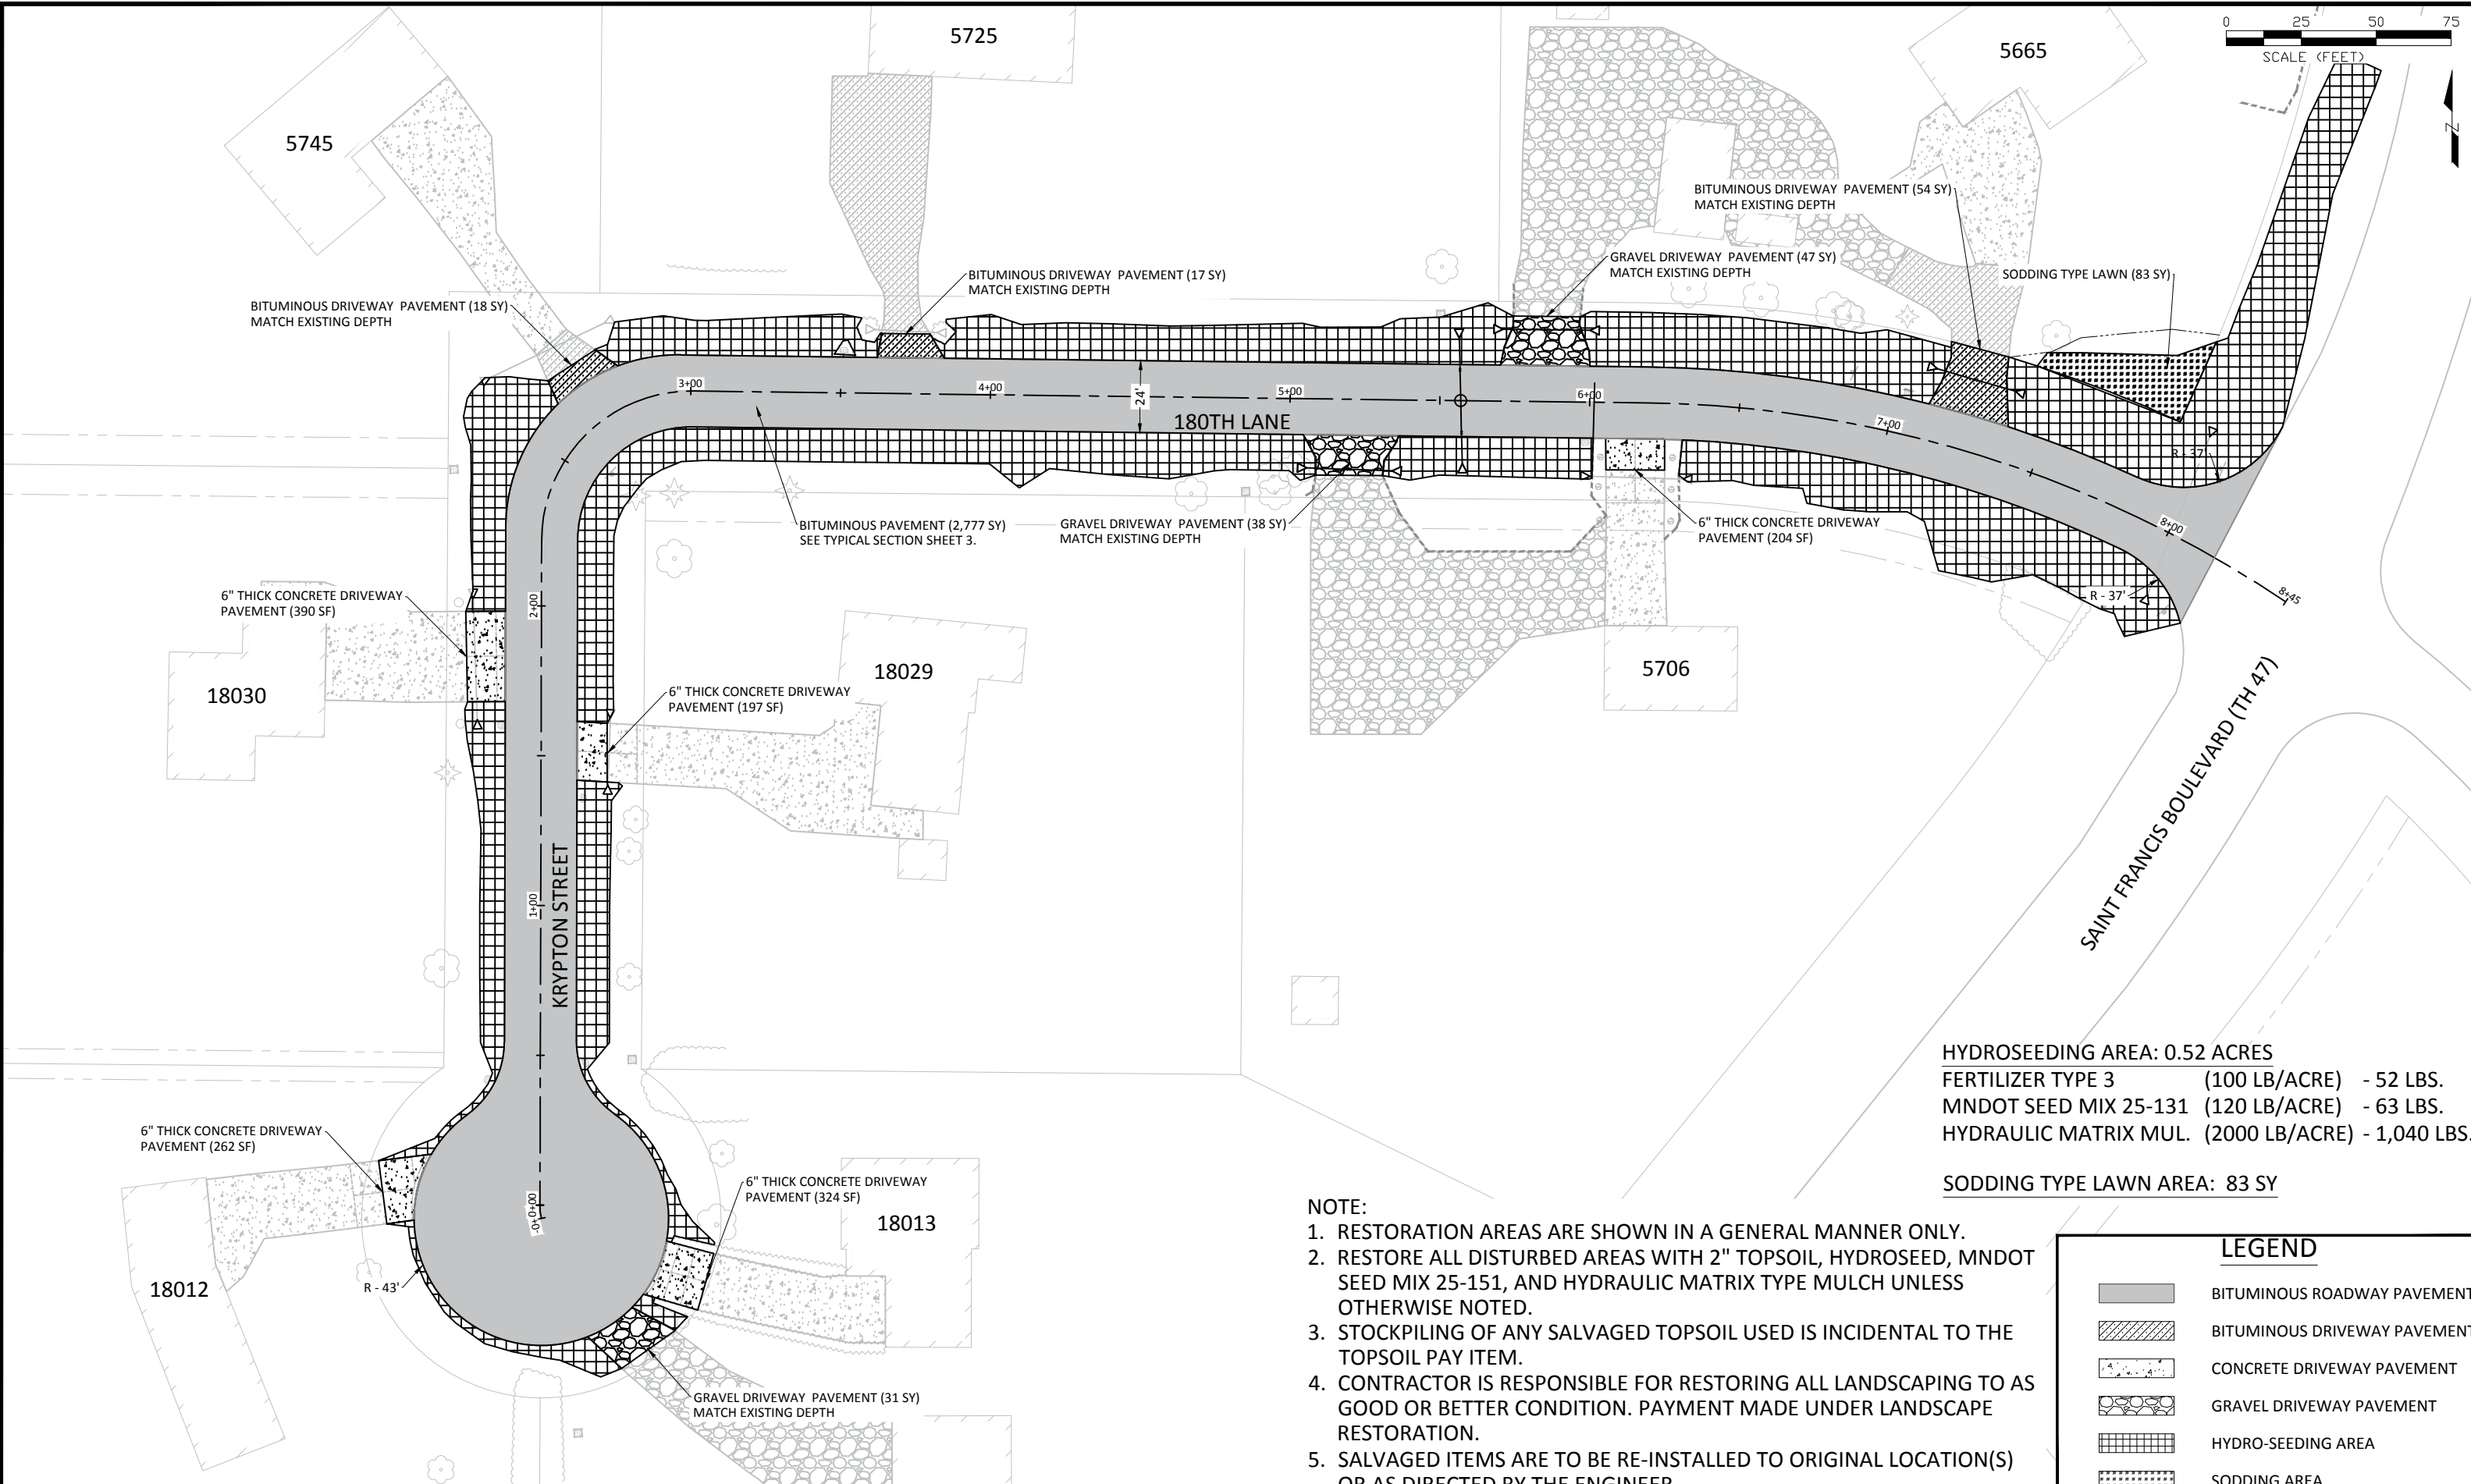 5725
5665
0 25 50 75
SCALE (FEET)
Z
5745
BITUMINOUS DRIVEWAY PAVEMENT (54 SY)
MATCH EXISTING DEPTH
GRAVEL DRIVEWAY PAVEMENT (47 SY)
MATCH EXISTING DEPTH
SODDING TYPE LAWN (83 SY)
BITUMINOUS DRIVEWAY PAVEMENT (17 SY)
MATCH EXISTING DEPTH
BITUMINOUS DRIVEWAY PAVEMENT (18 SY)
MATCH EXISTING DEPTH
3+00
4+00
5+00
6+00
7+00
8+00
8+45
24'
180TH LANE
R - 37'
BITUMINOUS PAVEMENT (2,777 SY)
SEE TYPICAL SECTION SHEET 3.
GRAVEL DRIVEWAY PAVEMENT (38 SY)
MATCH EXISTING DEPTH
6" THICK CONCRETE DRIVEWAY
PAVEMENT (204 SF)
R - 37'
6" THICK CONCRETE DRIVEWAY
PAVEMENT (390 SF)
2+00
18030
18029
5706
6" THICK CONCRETE DRIVEWAY
PAVEMENT (197 SF)
SAINT FRANCIS BOULEVARD (TH 47)
1+00
KRYPTON STREET
6" THICK CONCRETE DRIVEWAY
PAVEMENT (262 SF)
6" THICK CONCRETE DRIVEWAY
PAVEMENT (324 SF)
0+00
18013
18012
R - 43'
GRAVEL DRIVEWAY PAVEMENT (31 SY)
MATCH EXISTING DEPTH
HYDROSEEDING AREA: 0.52 ACRES
FERTILIZER TYPE 3 (100 LB/ACRE) - 52 LBS.
MNDOT SEED MIX 25-131 (120 LB/ACRE) - 63 LBS.
HYDRAULIC MATRIX MUL. (2000 LB/ACRE) - 1,040 LBS.
SODDING TYPE LAWN AREA: 83 SY
NOTE:
1. RESTORATION AREAS ARE SHOWN IN A GENERAL MANNER ONLY.
2. RESTORE ALL DISTURBED AREAS WITH 2" TOPSOIL, HYDROSEED, MNDOT
SEED MIX 25-151, AND HYDRAULIC MATRIX TYPE MULCH UNLESS
OTHERWISE NOTED.
3. STOCKPILING OF ANY SALVAGED TOPSOIL USED IS INCIDENTAL TO THE
TOPSOIL PAY ITEM.
4. CONTRACTOR IS RESPONSIBLE FOR RESTORING ALL LANDSCAPING TO AS
GOOD OR BETTER CONDITION. PAYMENT MADE UNDER LANDSCAPE
RESTORATION.
5. SALVAGED ITEMS ARE TO BE RE-INSTALLED TO ORIGINAL LOCATION(S)
OR AS DIRECTED BY THE ENGINEER
LEGEND
BITUMINOUS ROADWAY PAVEMENT
BITUMINOUS DRIVEWAY PAVEMENT
CONCRETE DRIVEWAY PAVEMENT
GRAVEL DRIVEWAY PAVEMENT
HYDRO-SEEDING AREA
SODDING AREA